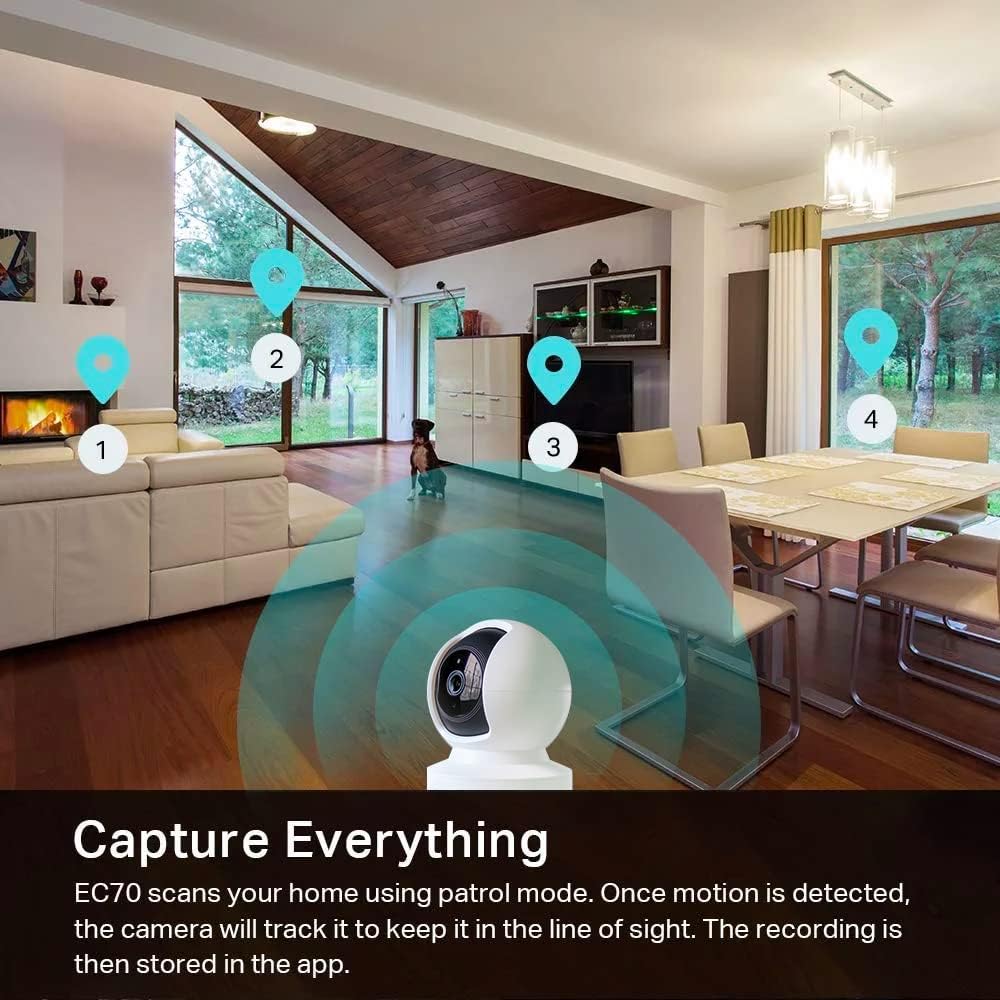 2
1
3
4
Capture Everything
EC70 scans your home using patrol mode. Once motion is detected,
the camera will track it to keep it in the line of sight. The recording is
then stored in the app.